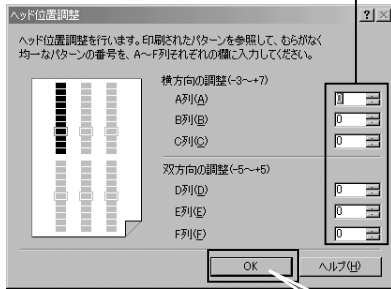 ヘッド位置調整
ヘッド位置調整を行います。印刷されたパターンを参照して、むらがなく
均一なパターンの番号を、A～F列それぞれの欄に入力してください。
横方向の調整(-3～+7)
A列(A) 0
B列(B) 0
C列(C) 0
双方向の調整(-5～+5)
D列(D) 0
E列(E) 0
F列(F) 0
OK ヘルプ(H)